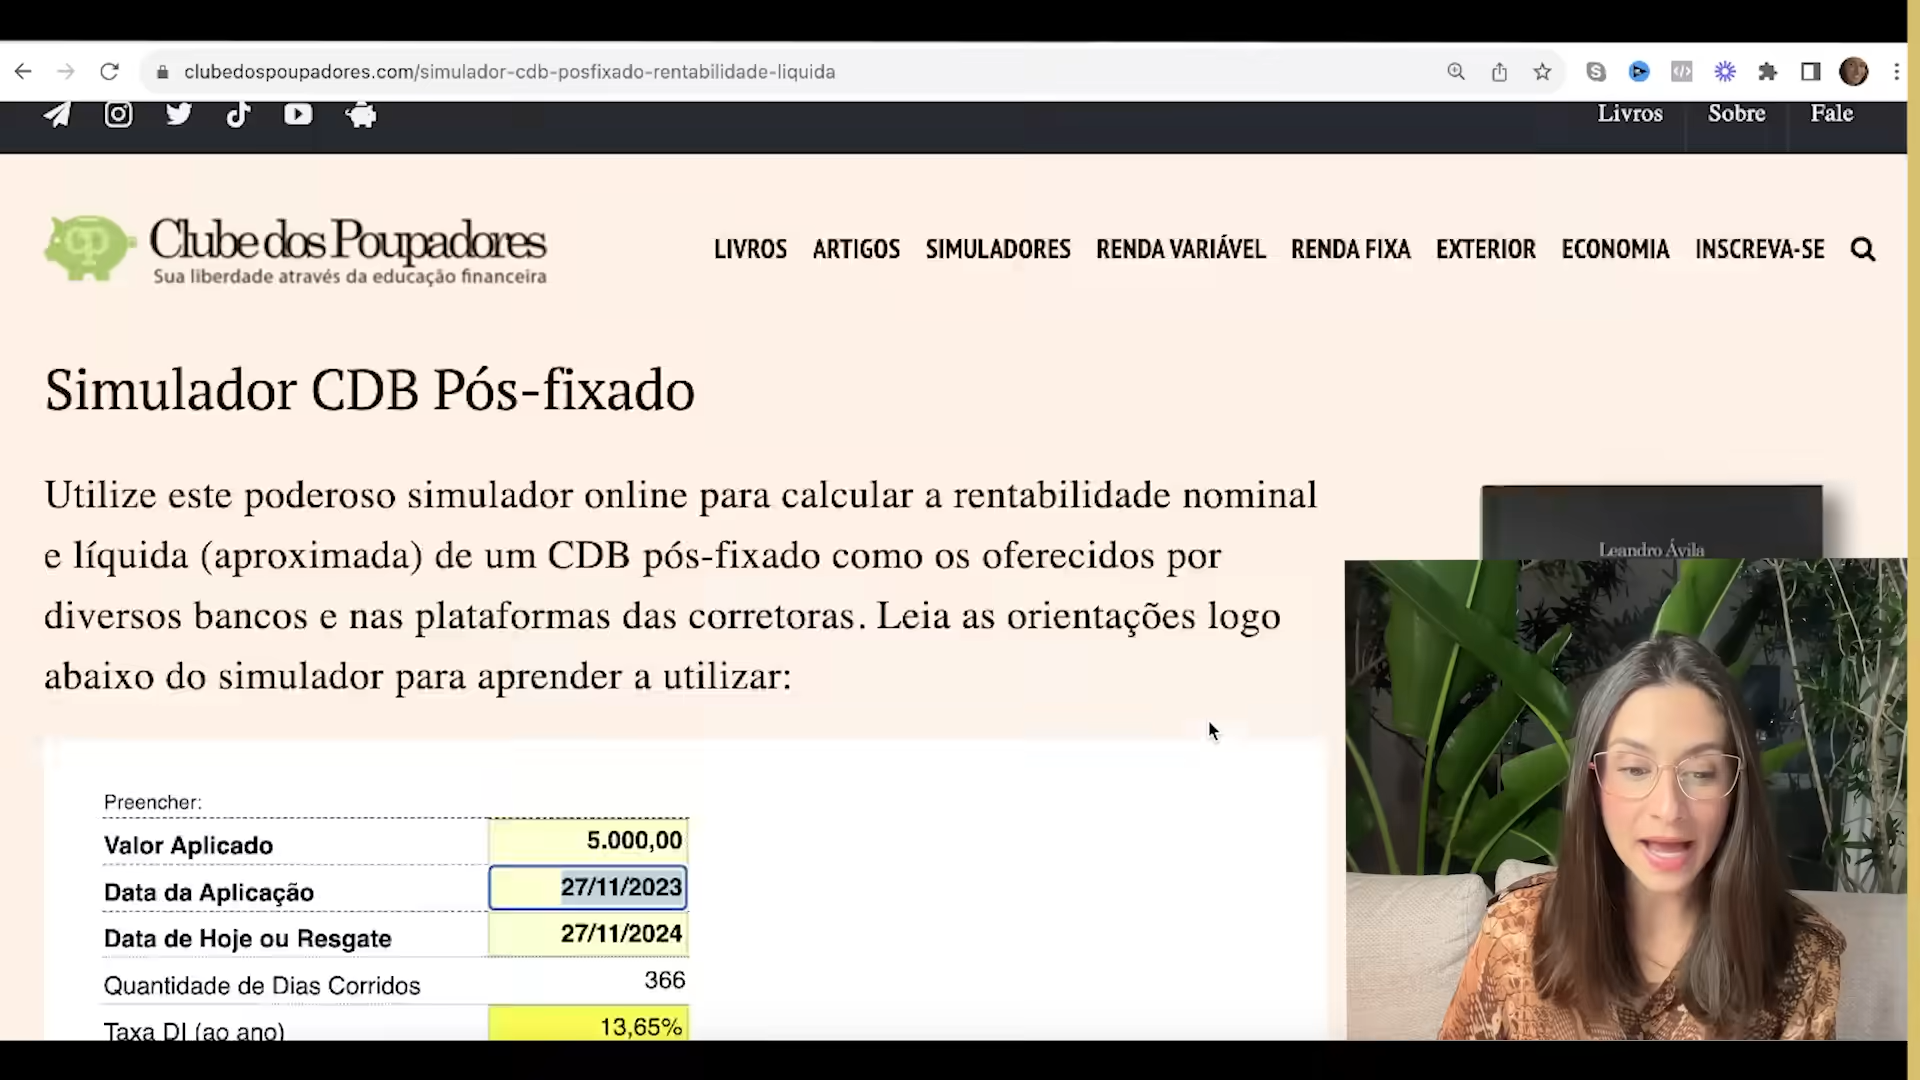 clubedospoupadores.com/simulador-cdb-posfixado-rentabilidade-liquida
Livros Sobre Fale
cp Clube dos Poupadores
Sua liberdade através da educação financeira
LIVROS ARTIGOS SIMULADORES RENDA VARIÁVEL RENDA FIXA EXTERIOR ECONOMIA INSCREVA-SE
Simulador CDB Pós-fixado
Utilize este poderoso simulador online para calcular a rentabilidade nominal
e líquida (aproximada) de um CDB pós-fixado como os oferecidos por
diversos bancos e nas plataformas das corretoras. Leia as orientações logo
abaixo do simulador para aprender a utilizar:
Leandro Ávila
Preencher:
Valor Aplicado 5.000,00
Data da Aplicação 27/11/2023
Data de Hoje ou Resgate 27/11/2024
Quantidade de Dias Corridos 366
Taxa DI (ao ano) 13,65%